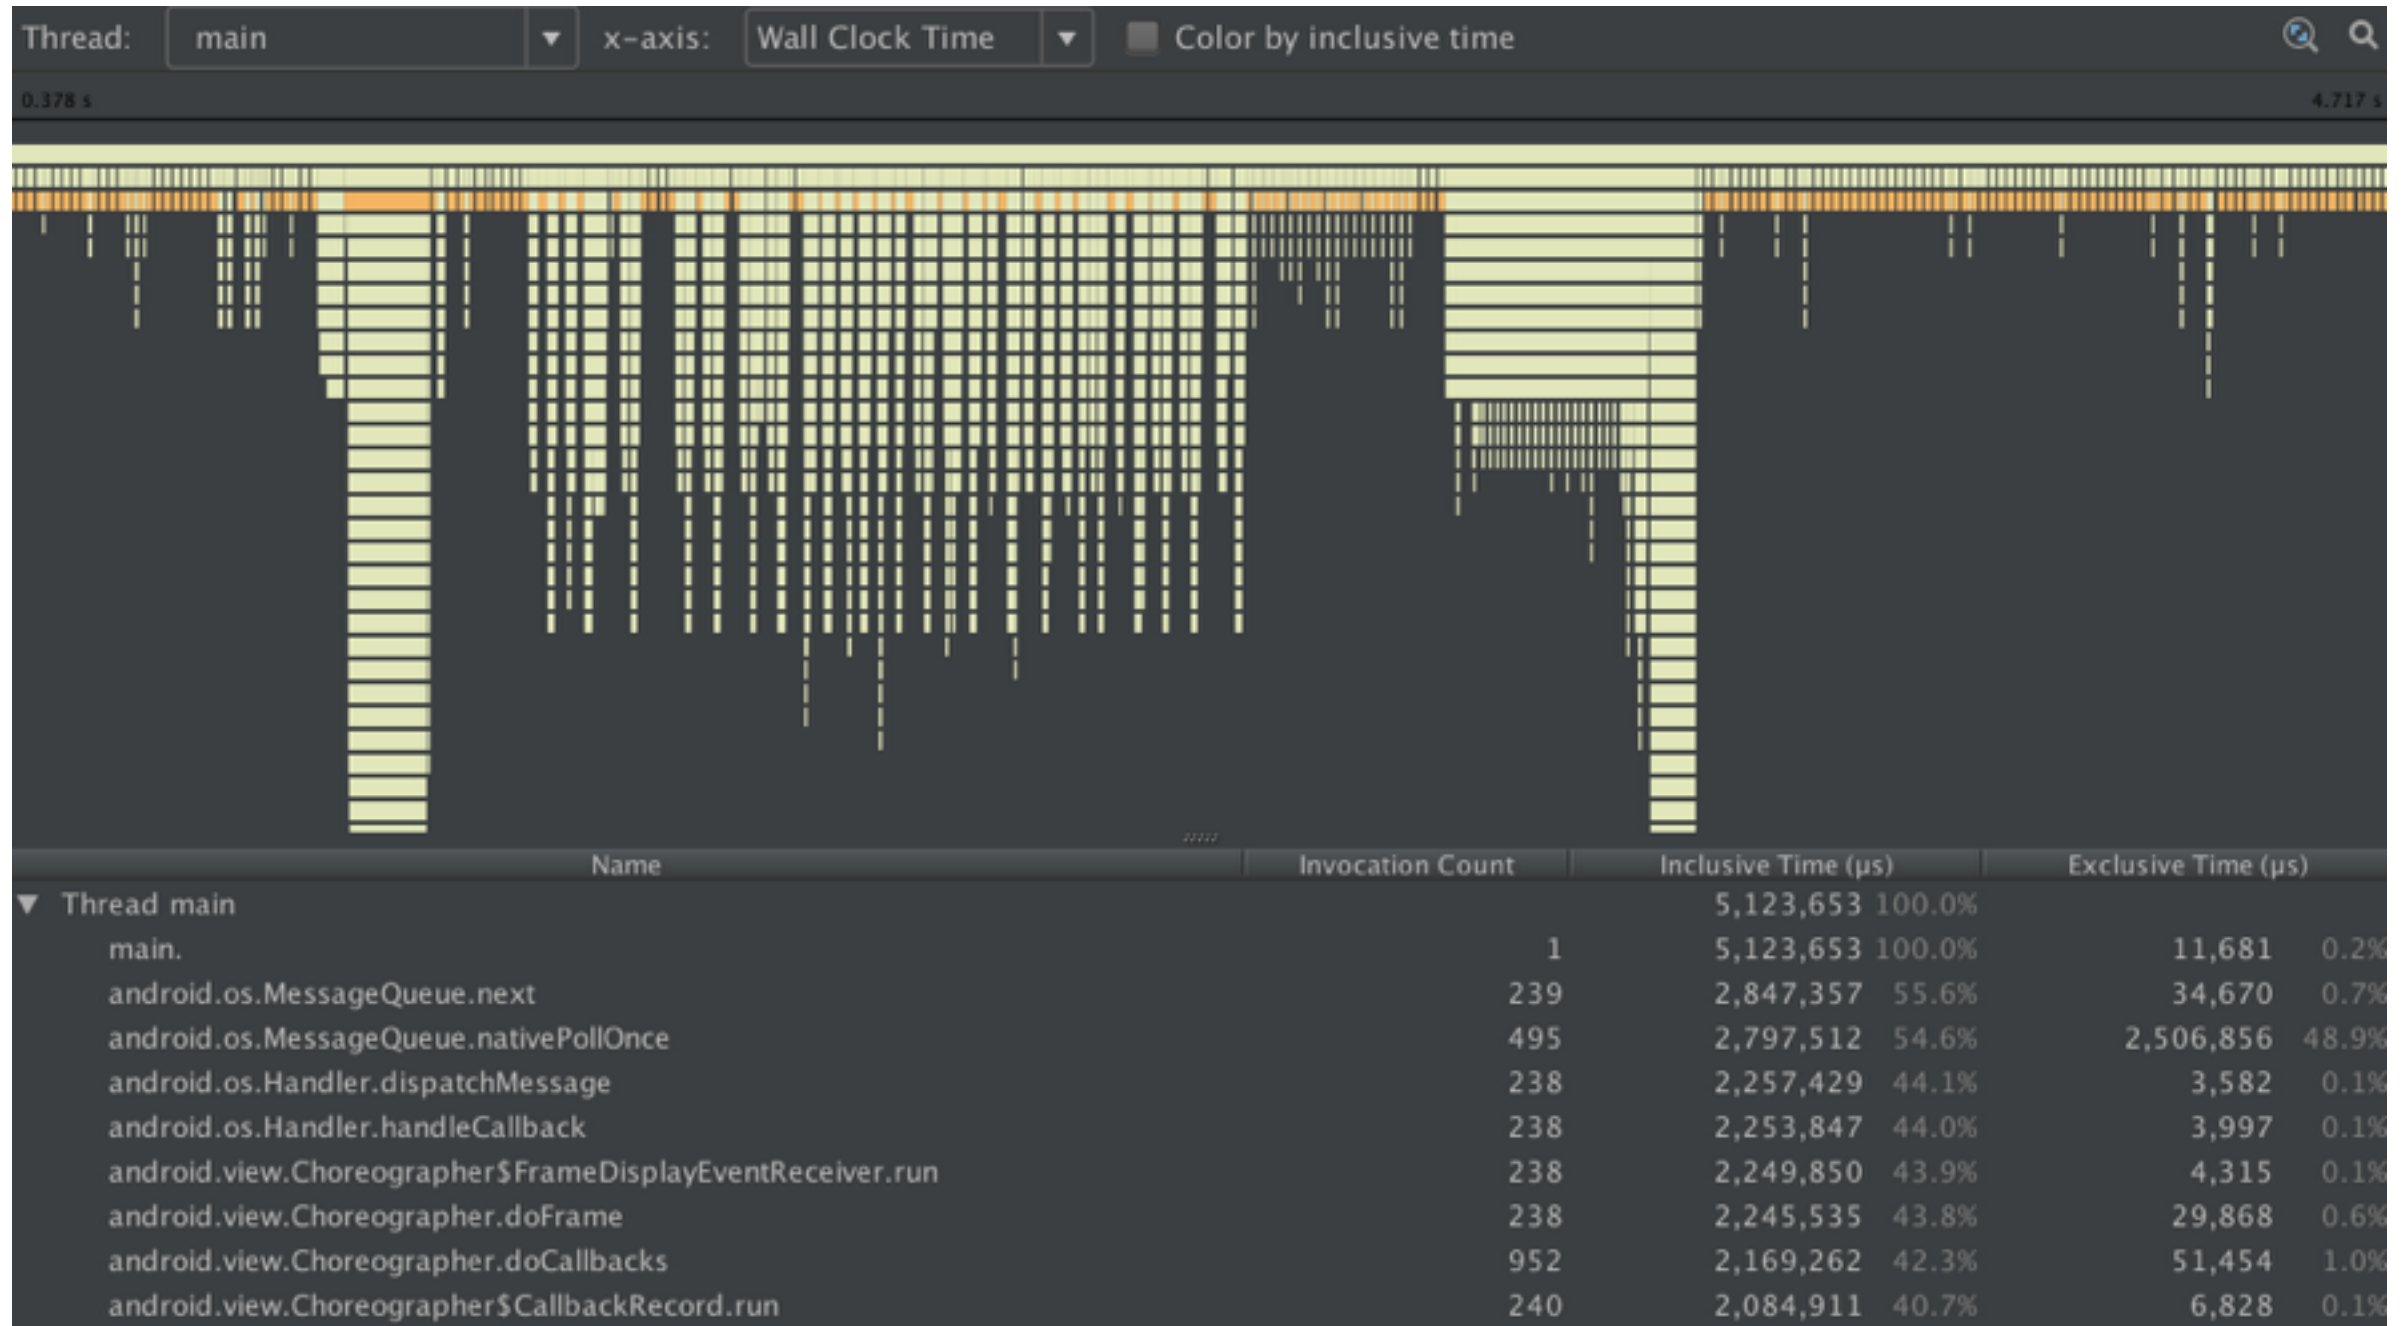 Thread: main x-axis: Wall Clock Time Color by inclusive time
0.378 s 4.717 s
Name Invocation Count Inclusive Time (µs) Exclusive Time (µs)
Thread main 5,123,653 100.0%
main. 1 5,123,653 100.0% 11,681 0.2%
android.os.MessageQueue.next 239 2,847,357 55.6% 34,670 0.7%
android.os.MessageQueue.nativePollOnce 495 2,797,512 54.6% 2,506,856 48.9%
android.os.Handler.dispatchMessage 238 2,257,429 44.1% 3,582 0.1%
android.os.Handler.handleCallback 238 2,253,847 44.0% 3,997 0.1%
android.view.Choreographer$FrameDisplayEventReceiver.run 238 2,249,850 43.9% 4,315 0.1%
android.view.Choreographer.doFrame 238 2,245,535 43.8% 29,868 0.6%
android.view.Choreographer.doCallbacks 952 2,169,262 42.3% 51,454 1.0%
android.view.Choreographer$CallbackRecord.run 240 2,084,911 40.7% 6,828 0.1%